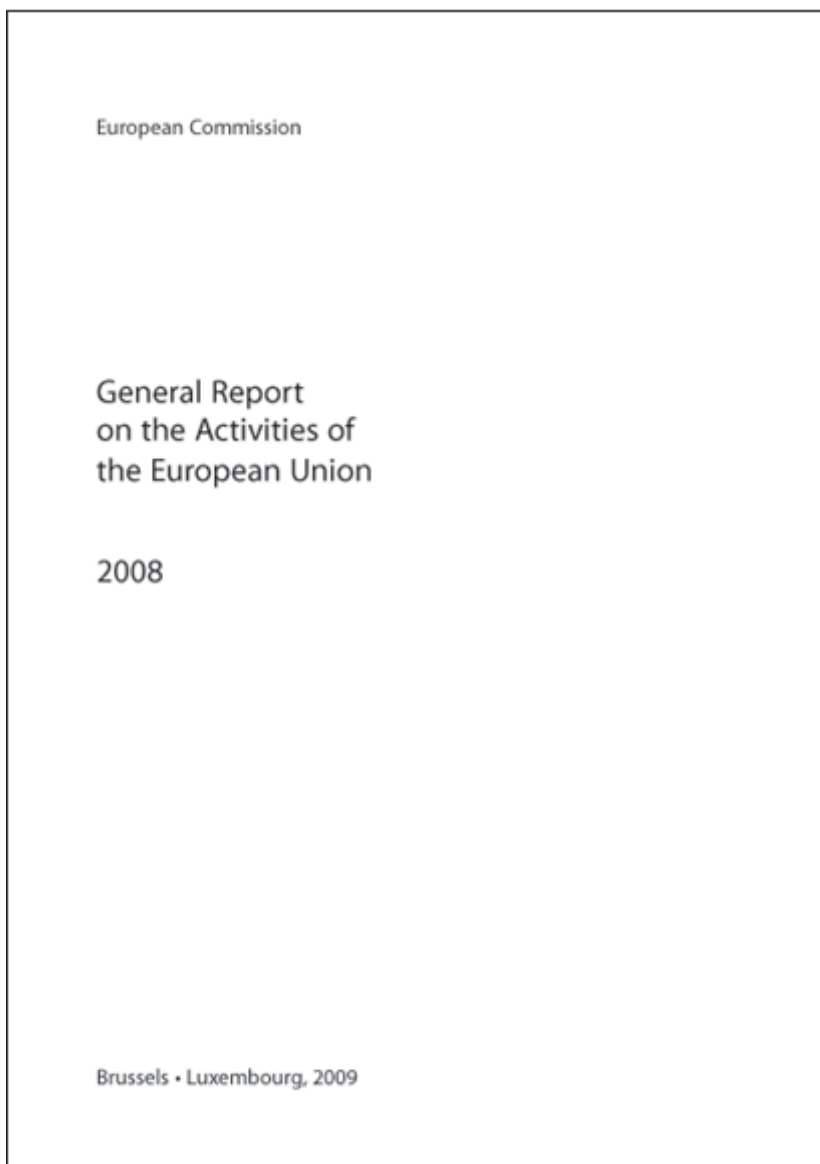 European Commission
General Report
on the Activities of
the European Union
2008
Brussels • Luxembourg, 2009